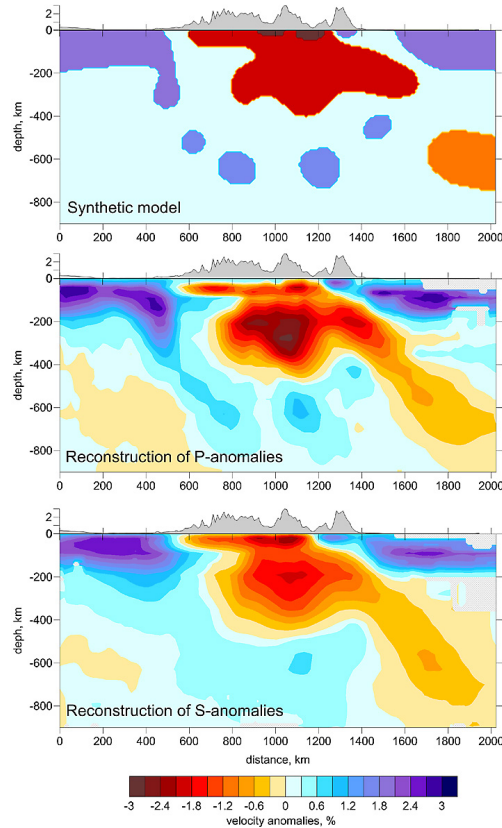 2
0
0
-200
-400
-600
-800
depth, km
Synthetic model
0 200 400 600 800 1000 1200 1400 1600 1800 2000
2
0
0
-200
-400
-600
-800
depth, km
Reconstruction of P-anomalies
0 200 400 600 800 1000 1200 1400 1600 1800 2000
2
0
0
-200
-400
-600
-800
depth, km
Reconstruction of S-anomalies
0 200 400 600 800 1000 1200 1400 1600 1800 2000
distance, km
-3 -2.4 -1.8 -1.2 -0.6 0 0.6 1.2 1.8 2.4 3
velocity anomalies, %